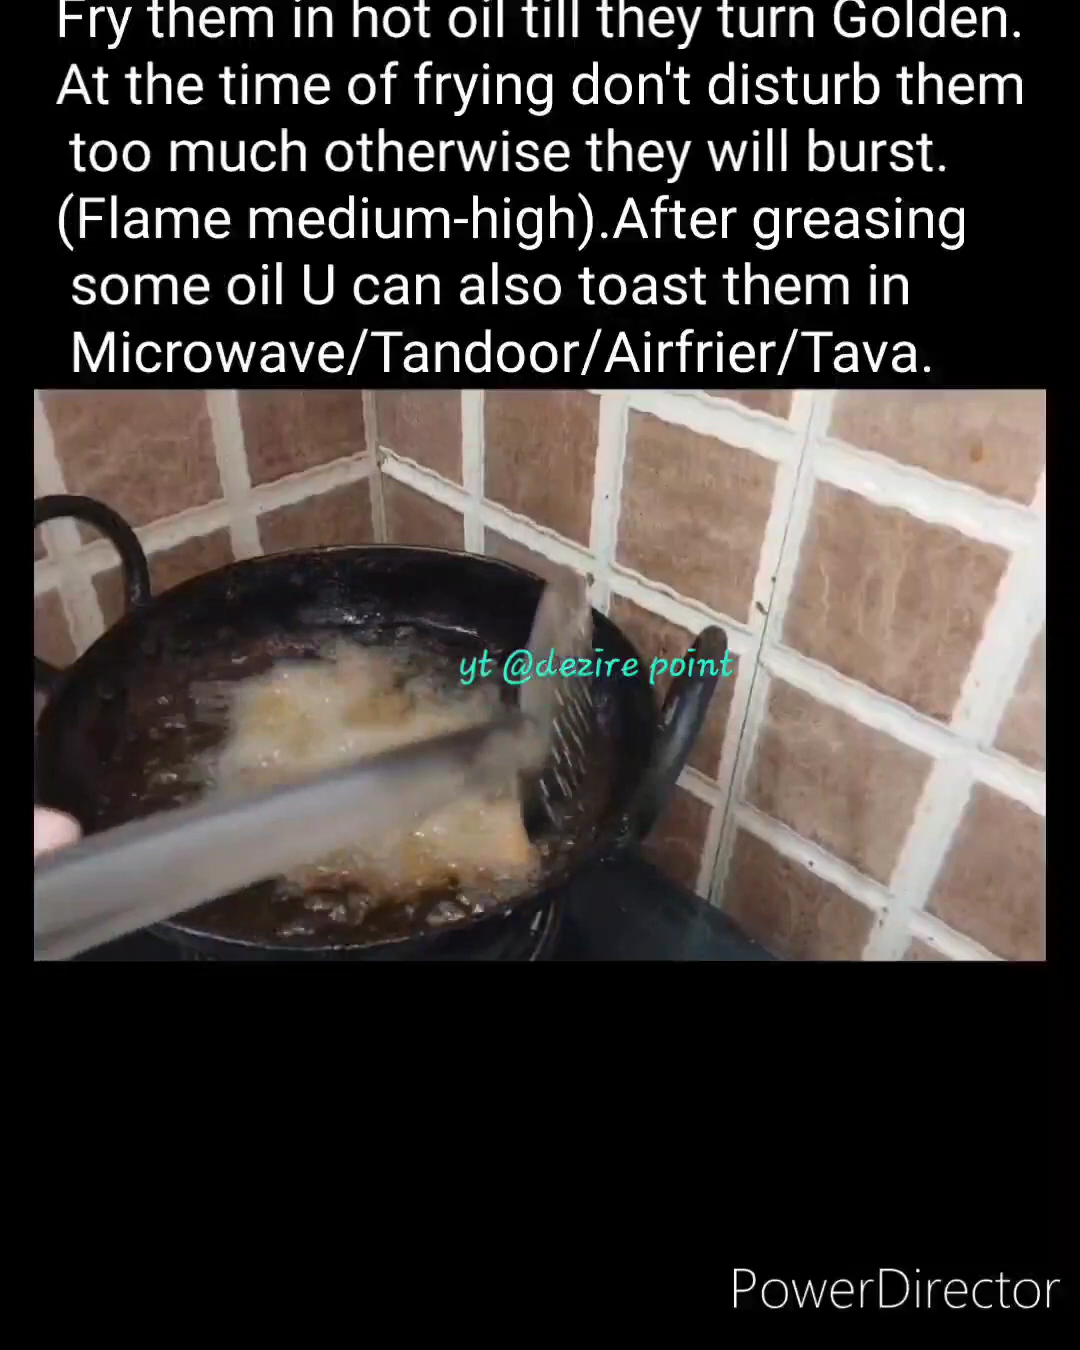 Fry them in hot oil till they turn Golden.
At the time of frying don't disturb them
too much otherwise they will burst.
(Flame medium-high).After greasing
some oil U can also toast them in
Microwave/Tandoor/Airfrier/Tava.
yt @dezire point
PowerDirector